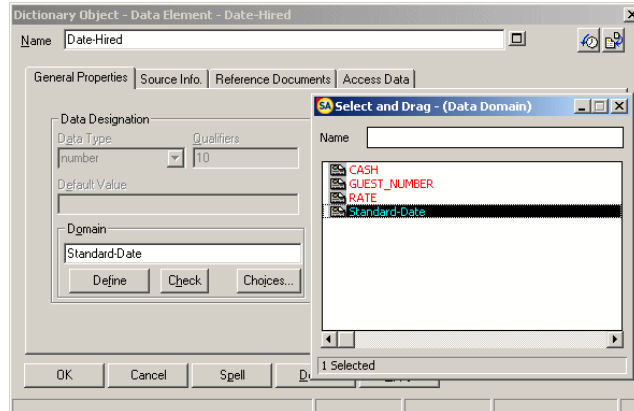 Dictionary Object - Data Element - Date-Hired
Name Date-Hired
General Properties Source Info. Reference Documents Access Data
Data Designation
Data Type Qualifiers
number 10
Default Value
Domain
Standard-Date
Define Check Choices...
OK Cancel Spell
SA Select and Drag - (Data Domain)
Name
CASH
GUEST_NUMBER
RATE
Standard-Date
1 Selected